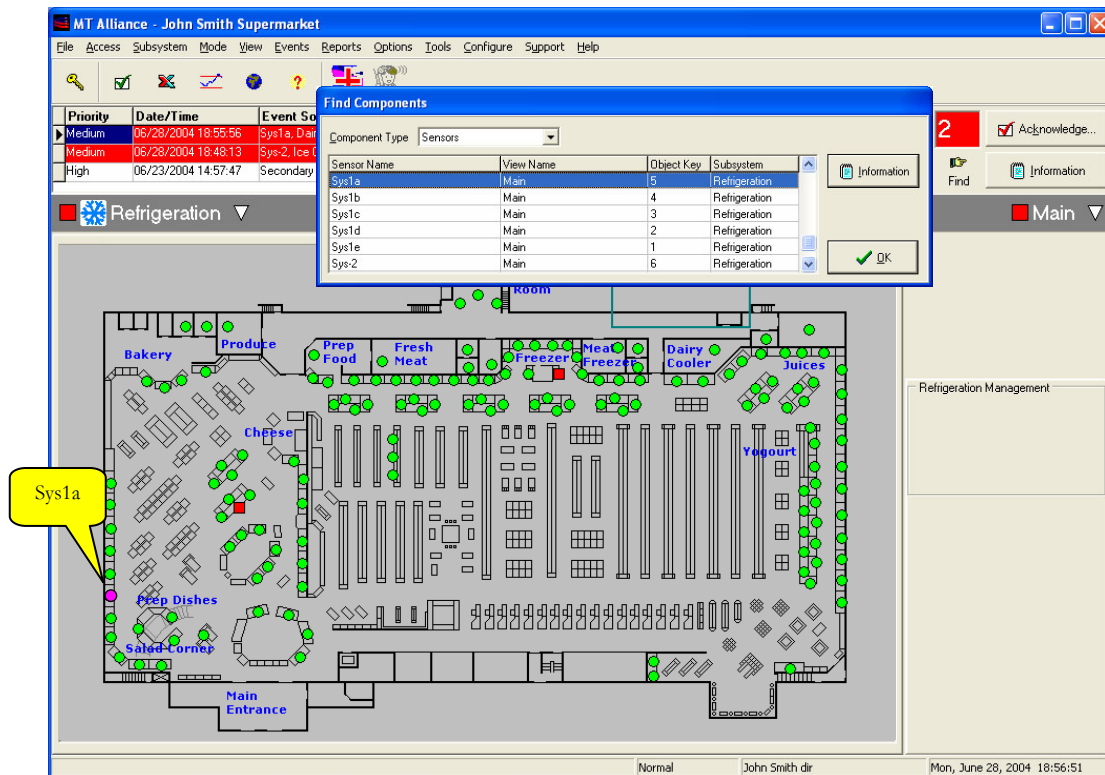 MT Alliance - John Smith Supermarket
File Access Subsystem Mode View Events Reports Options Tools Configure Support Help
Priority Date/Time Event So
Medium 06/28/2004 18:55:56 Sys1a, Dair
Medium 06/28/2004 18:48:13 Sys-2, Ice
High 06/23/2004 14:57:47 Secondary
2
Acknowledge...
Find
Information
Find Components
Component Type Sensors
Sensor Name View Name Object Key Subsystem
Sys1a Main 5 Refrigeration
Sys1b Main 4 Refrigeration
Sys1c Main 3 Refrigeration
Sys1d Main 2 Refrigeration
Sys1e Main 1 Refrigeration
Sys-2 Main 6 Refrigeration
Information
OK
Refrigeration
Main
Room
Bakery
Produce
Prep
Food
Fresh
Meat
Freezer
Meat
Freezer
Dairy
Cooler
Juices
Refrigeration Management
Cheese
Yogourt
Sys1a
Prep Dishes
Salad Corner
Main
Entrance
Normal
John Smith dir
Mon, June 28, 2004 18:56:51